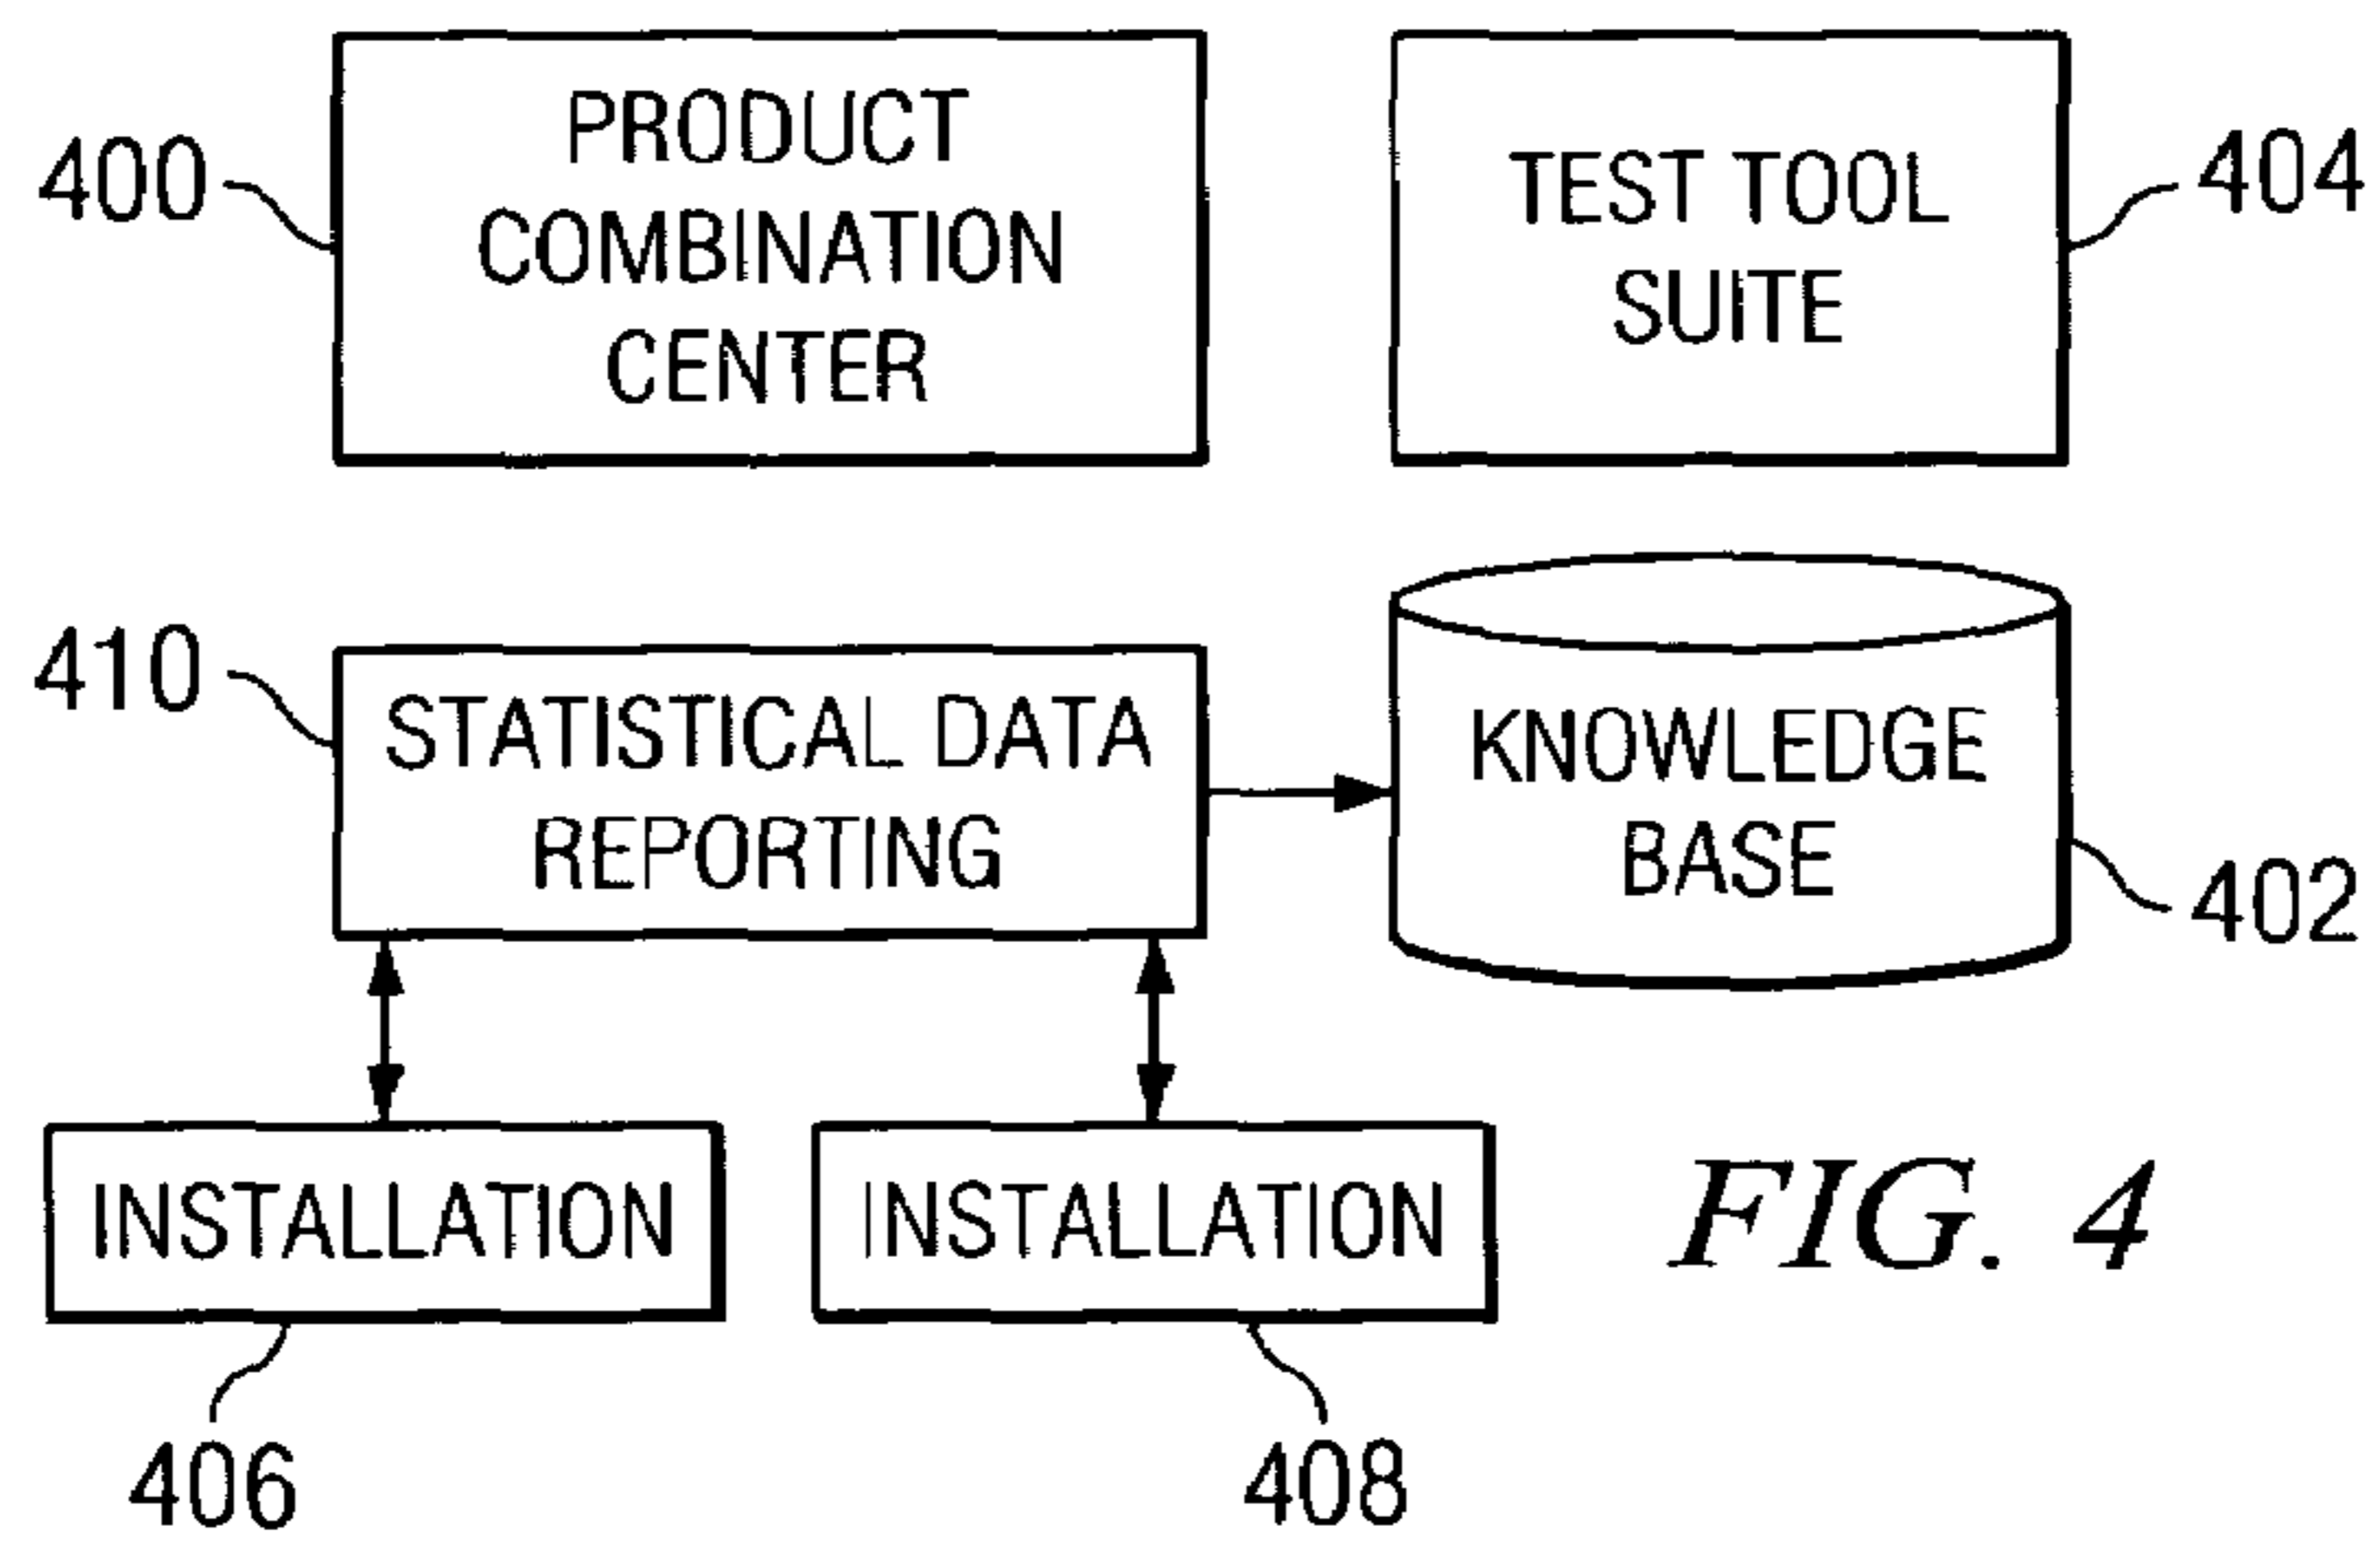 PRODUCT
COMBINATION
CENTER
400
TEST TOOL
SUITE
404
410
STATISTICAL DATA
REPORTING
KNOWLEDGE
BASE
402
INSTALLATION
INSTALLATION
406
408
FIG. 4